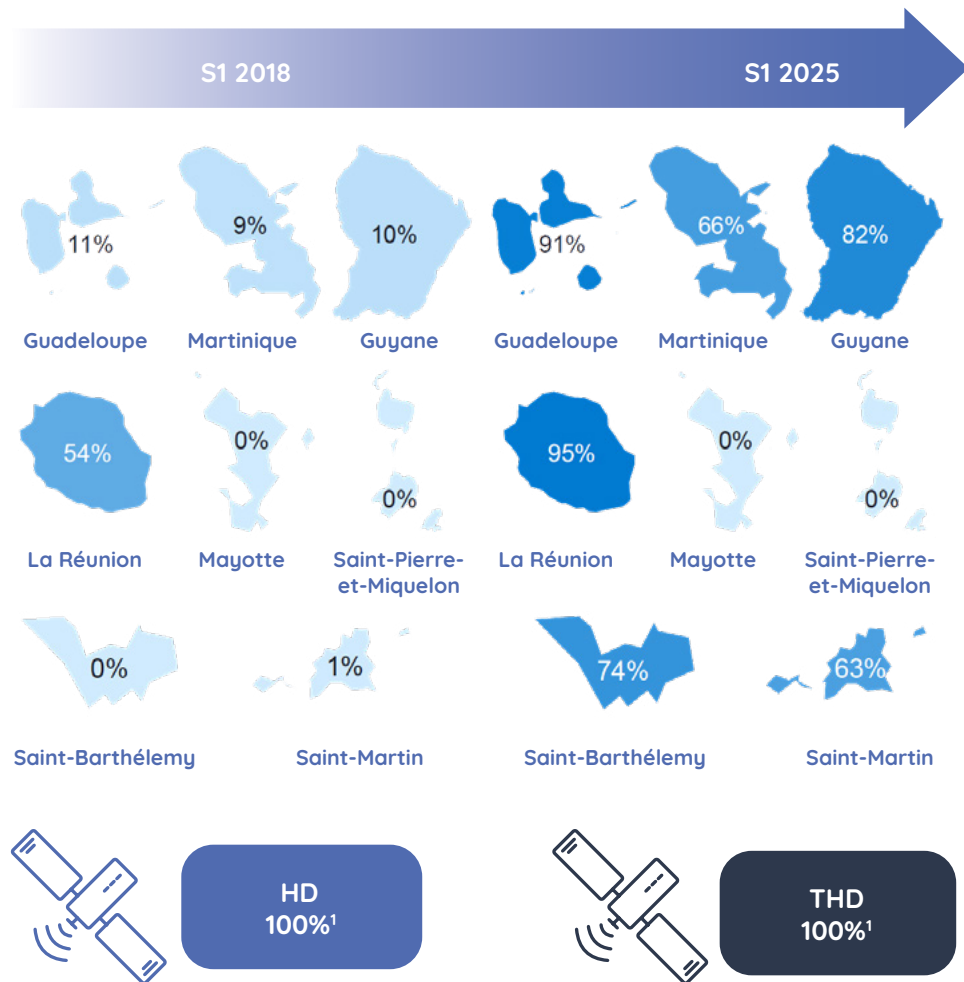 S1 2018
S1 2025
11%
9%
10%
91%
66%
82%
Guadeloupe
Martinique
Guyane
Guadeloupe
Martinique
Guyane
54%
0%
0%
95%
0%
0%
La Réunion
Mayotte
Saint-Pierre-
et-Miquelon
La Réunion
Mayotte
Saint-Pierre-
et-Miquelon
0%
1%
74%
63%
Saint-Barthélemy
Saint-Martin
Saint-Barthélemy
Saint-Martin
HD
100%¹
THD
100%¹